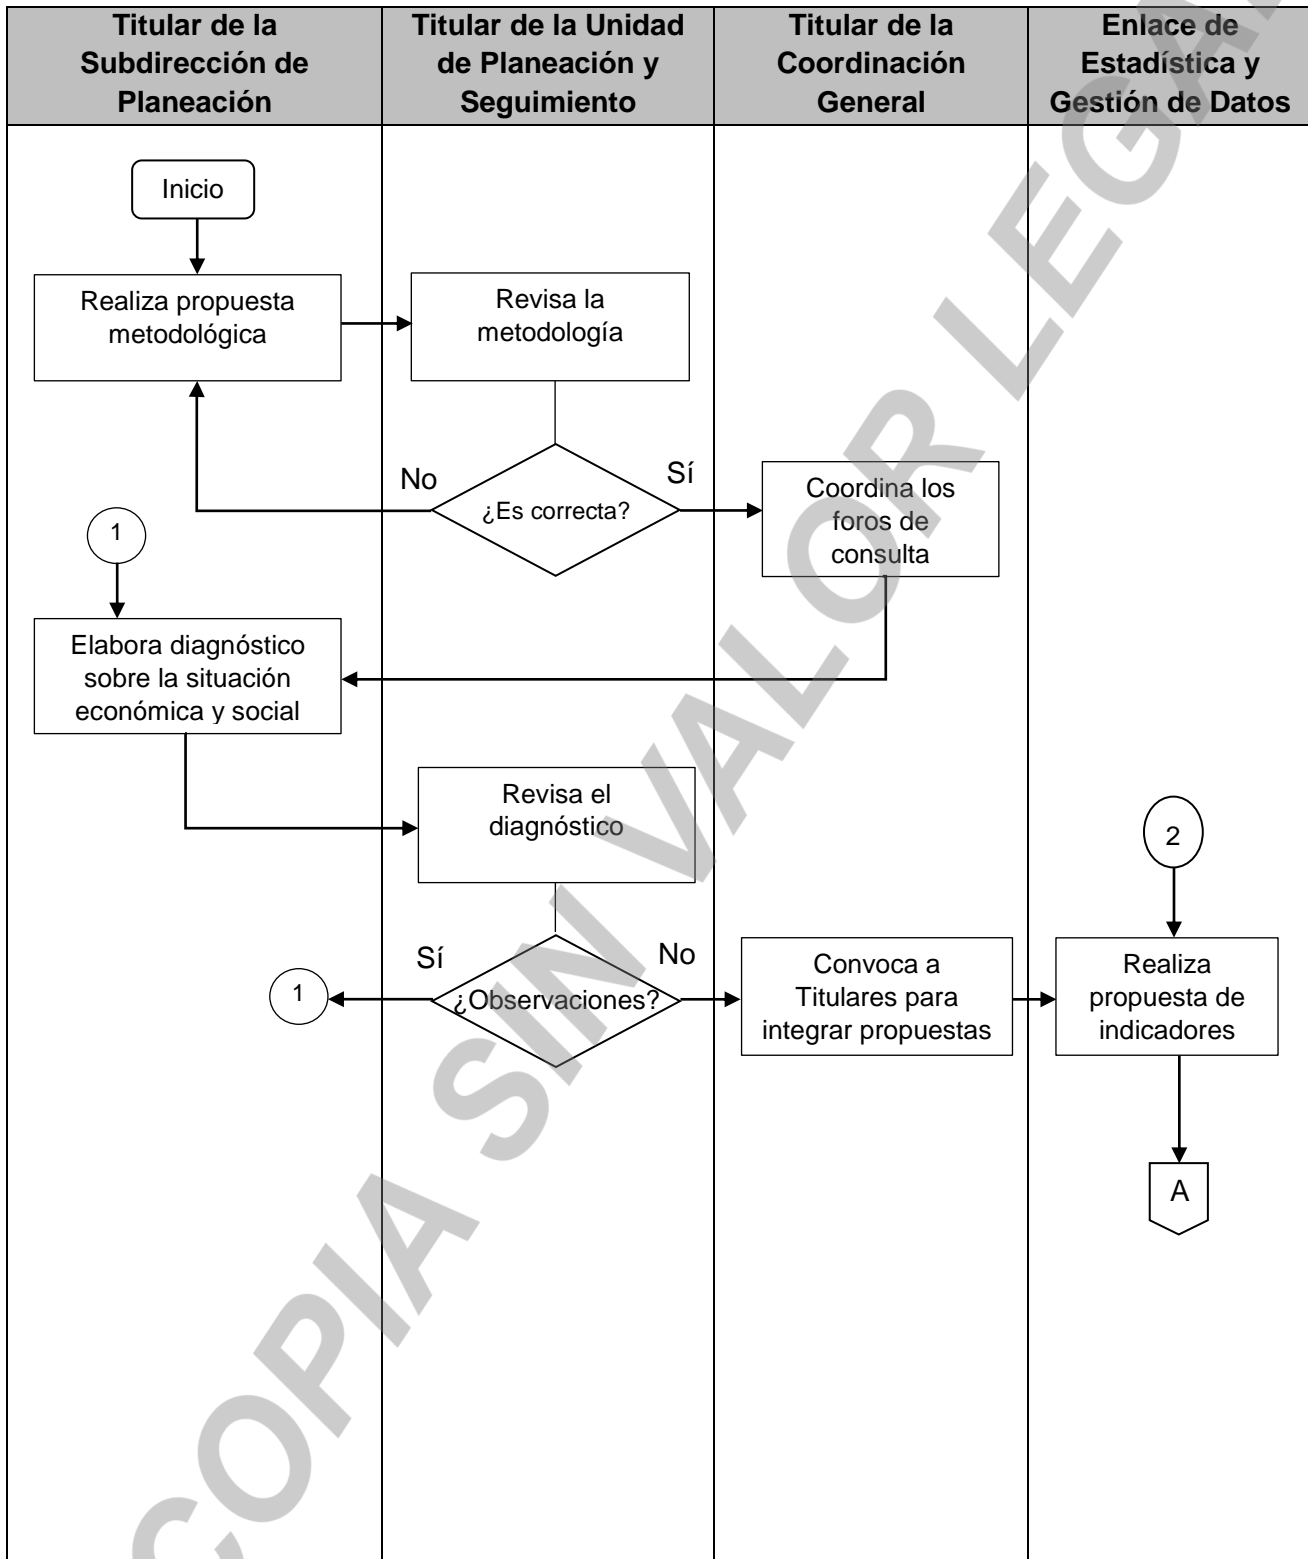 Titular de la
Subdirección de
Planeación
Titular de la Unidad
de Planeación y
Seguimiento
Titular de la
Coordinación
General
Enlace de
Estadística y
Gestión de Datos
Inicio
Realiza propuesta
metodológica
Revisa la
metodología
No
¿Es correcta?
Sí
Coordina los
foros de
consulta
1
Elabora diagnóstico
sobre la situación
económica y social
Revisa el
diagnóstico
2
Sí
¿Observaciones?
No
1
Convoca a
Titulares para
integrar propuestas
Realiza
propuesta de
indicadores
A
COPIA SIN VALOR LEGAL